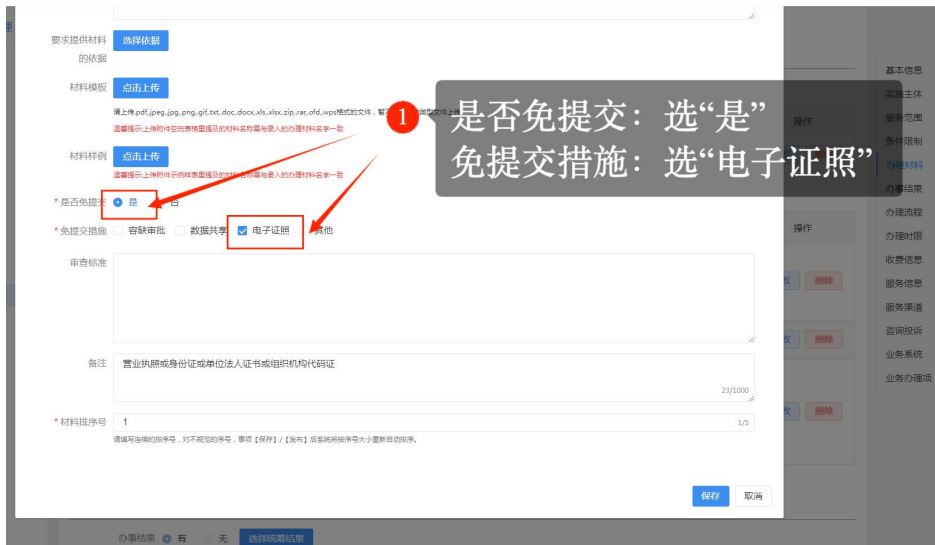 要求提供材料
的依据
选择依据
材料模板
点击上传
请上传.pdf,jpeg,.jpg,.png,.gif,txt,.doc,.docx,.xls,.xlsx,.zip,.rar,.ofd,.wps格式的文件，暂不
类型文件上传
温馨提示:上传附件空白表格里提及的材料名称需与录入的办理材料名字一致
材料样例
点击上传
温馨提示:上传附件示例样表里提及的材料名称需与录入的办理材料名字一致
*是否免提交
是
否
*免提交措施
容缺审批
数据共享
电子证照
其他
审查标准
备注
营业执照或身份证或单位法人证书或组织机构代码证
23/1000
*材料排序号
1
1/5
请填写连续的排序号，对不规范的序号，事项【保存】/【发布】后系统将按序号大小重新自动排序。
保存
取消
办事结果
有
无
选择统筹结果
1
是否免提交：选“是”
免提交措施：选“电子证照”
操作
操作
删除
删除
删除
基本信息
实施主体
服务范围
条件限制
办理材料
办事结果
办理流程
办理时限
收费信息
服务信息
服务渠道
咨询投诉
业务系统
业务办理项